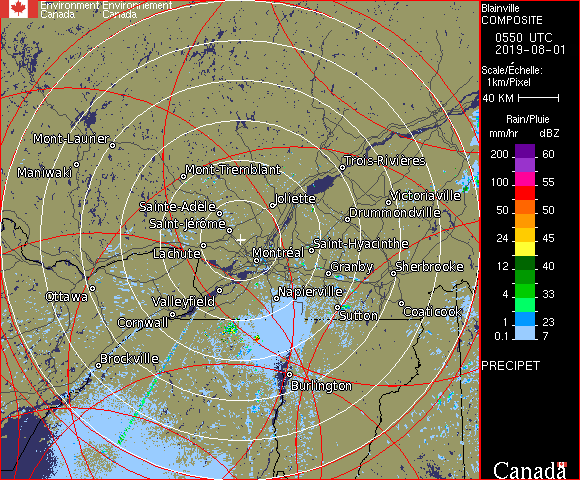 Environment Environnement
Canada Canada
Blainville
COMPOSITE
0550 UTC
2019-08-01
Scale/Échelle:
1km/Pixel
40 KM
Rain/Pluie
mm/hr dBZ
200 60
100 55
50 50
24 45
12 40
4 33
1 23
0.1 7
PRECIPET
Mont-Laurier
Maniwaki
Mont-Tremblant
Trois-Rivières
Joliette
Victoriaville
Sainte-Adèle
Drummondville
Saint-Jérôme
Saint-Hyacinthe
Lachute
Montréal
Granby
Sherbrooke
Ottawa
Valleyfield
Napierville
Cornwall
Sutton
Coaticook
Brockville
Burlington
Canada